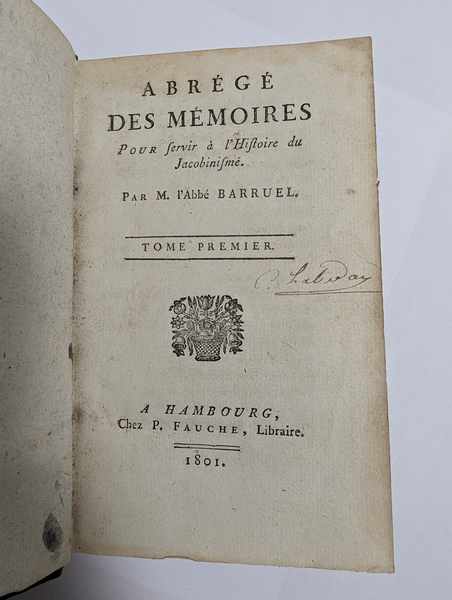 ABRÉGÉ
DES MÉMOIRES
POUR ſervir à l'Hiſtoire du
Jacobiniſme.
PAR M. l'Abbé BARRUEL.
TOME PREMIER.
A HAMBOURG,
Chez P. FAUCHE, Libraire.
1801.